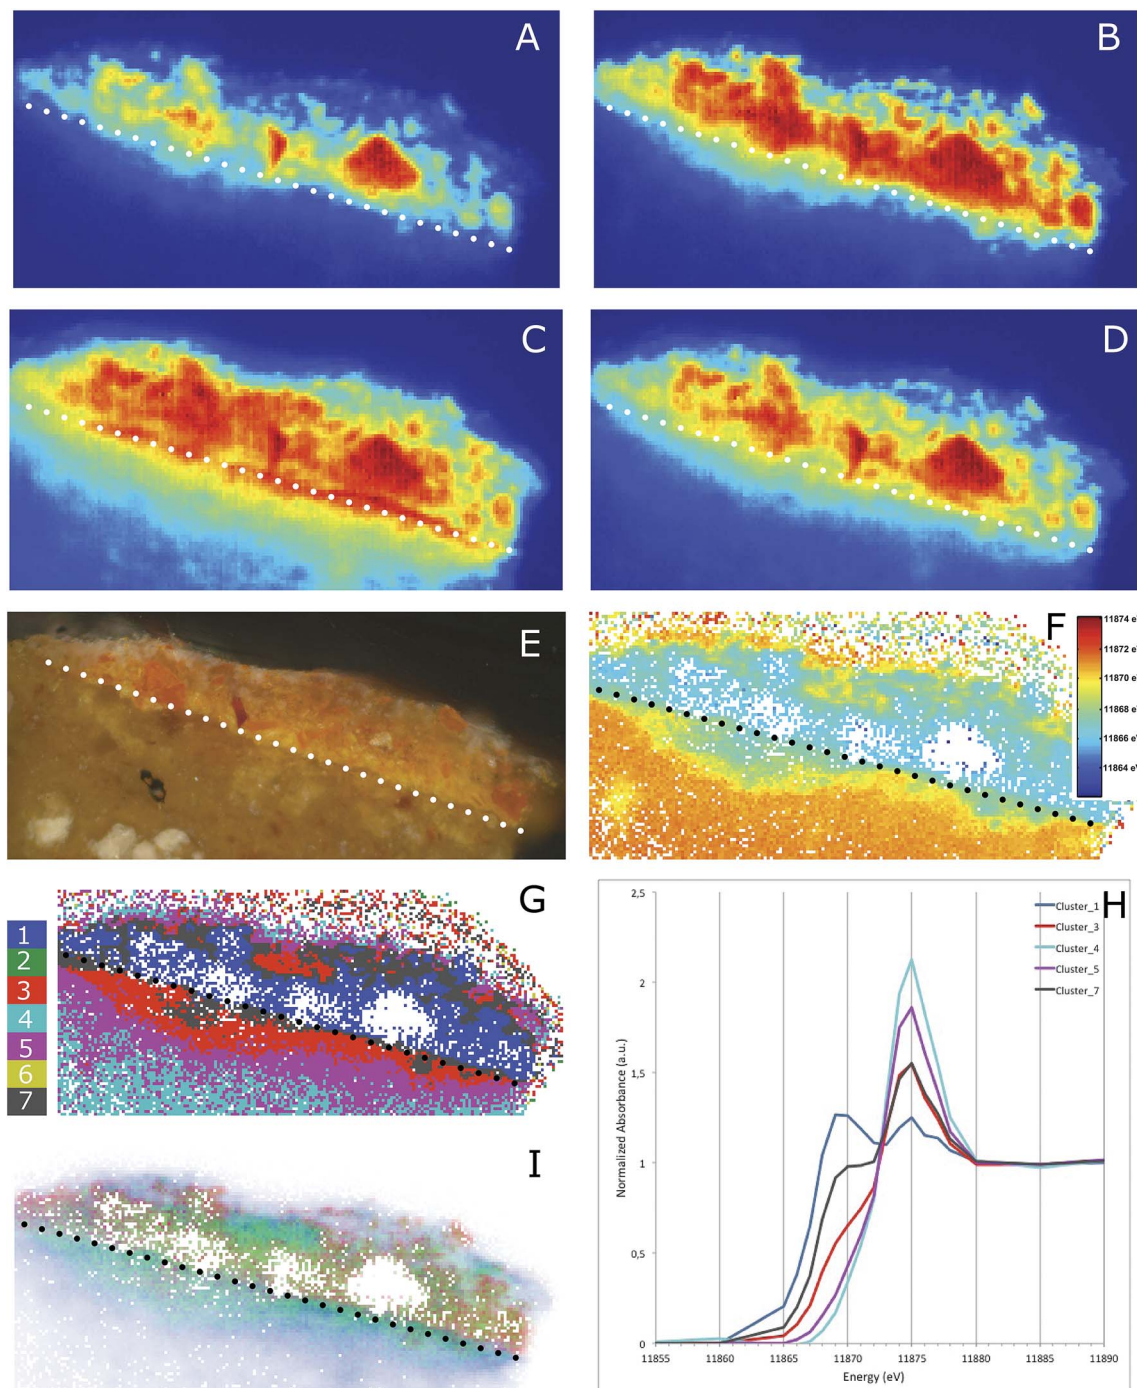 A
B
C
D
E
F
11874 e
11872 e
11870 e
11868 e
11866 e
11864 e
G
1
2
3
4
5
6
7
H
2,5
2
1,5
1
0,5
0
11855
11860
11865
11870
11875
11880
11885
11890
Normalized Absorbance (a.u.)
Energy (eV)
Cluster_1
Cluster_3
Cluster_4
Cluster_5
Cluster_7
I